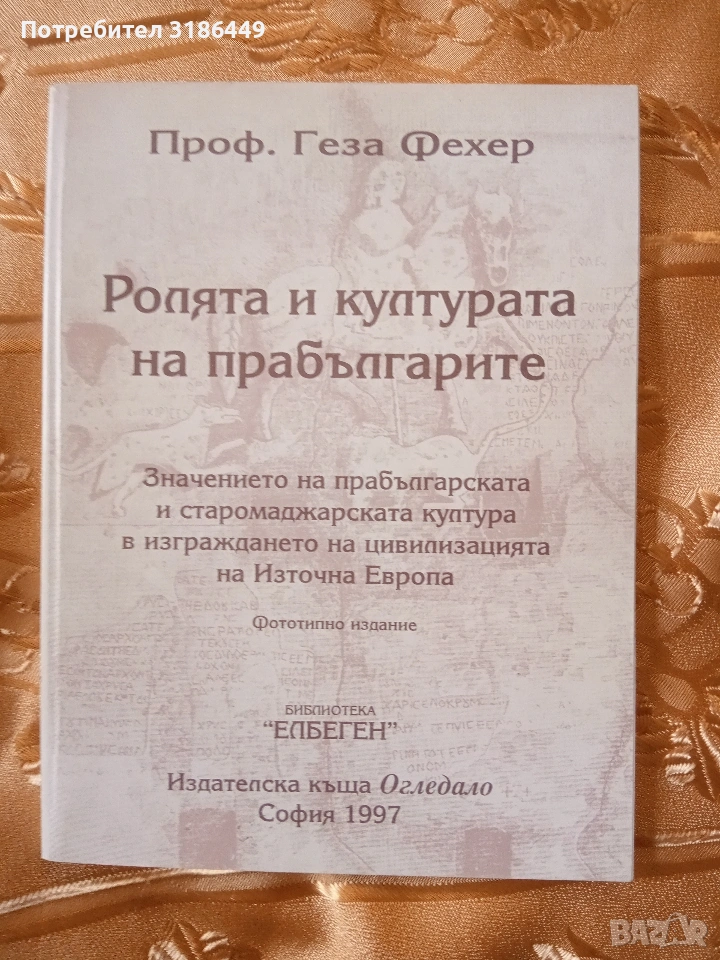 Потребител 3186449
Проф. Геза Фехер
Ролята и културата
на прабългарите
Значението на прабългарската
и старомаджарската култура
в изграждането на цивилизацията
на Източна Европа
Фототипно издание
БИБЛИОТЕКА
“ЕЛБЕГЕН”
Издателска къща Огледало
София 1997
BAZAR